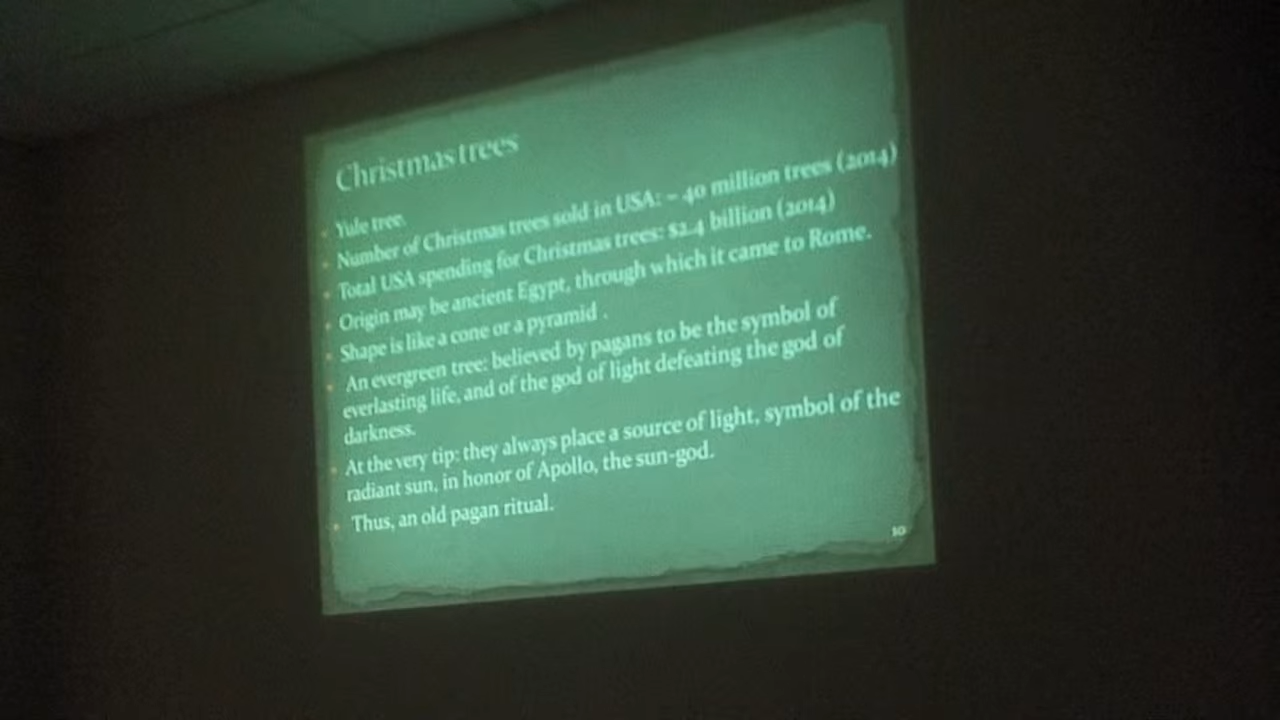 Christmas trees
Yule tree.
Number of Christmas trees sold in USA: ~ 40 million trees (2014)
Total USA spending for Christmas trees: $2.4 billion (2014)
Origin may be ancient Egypt, through which it came to Rome.
Shape is like a cone or a pyramid .
An evergreen tree: believed by pagans to be the symbol of
everlasting life, and of the god of light defeating the god of
darkness.
At the very tip: they always place a source of light, symbol of the
radiant sun, in honor of Apollo, the sun-god.
Thus, an old pagan ritual.
10